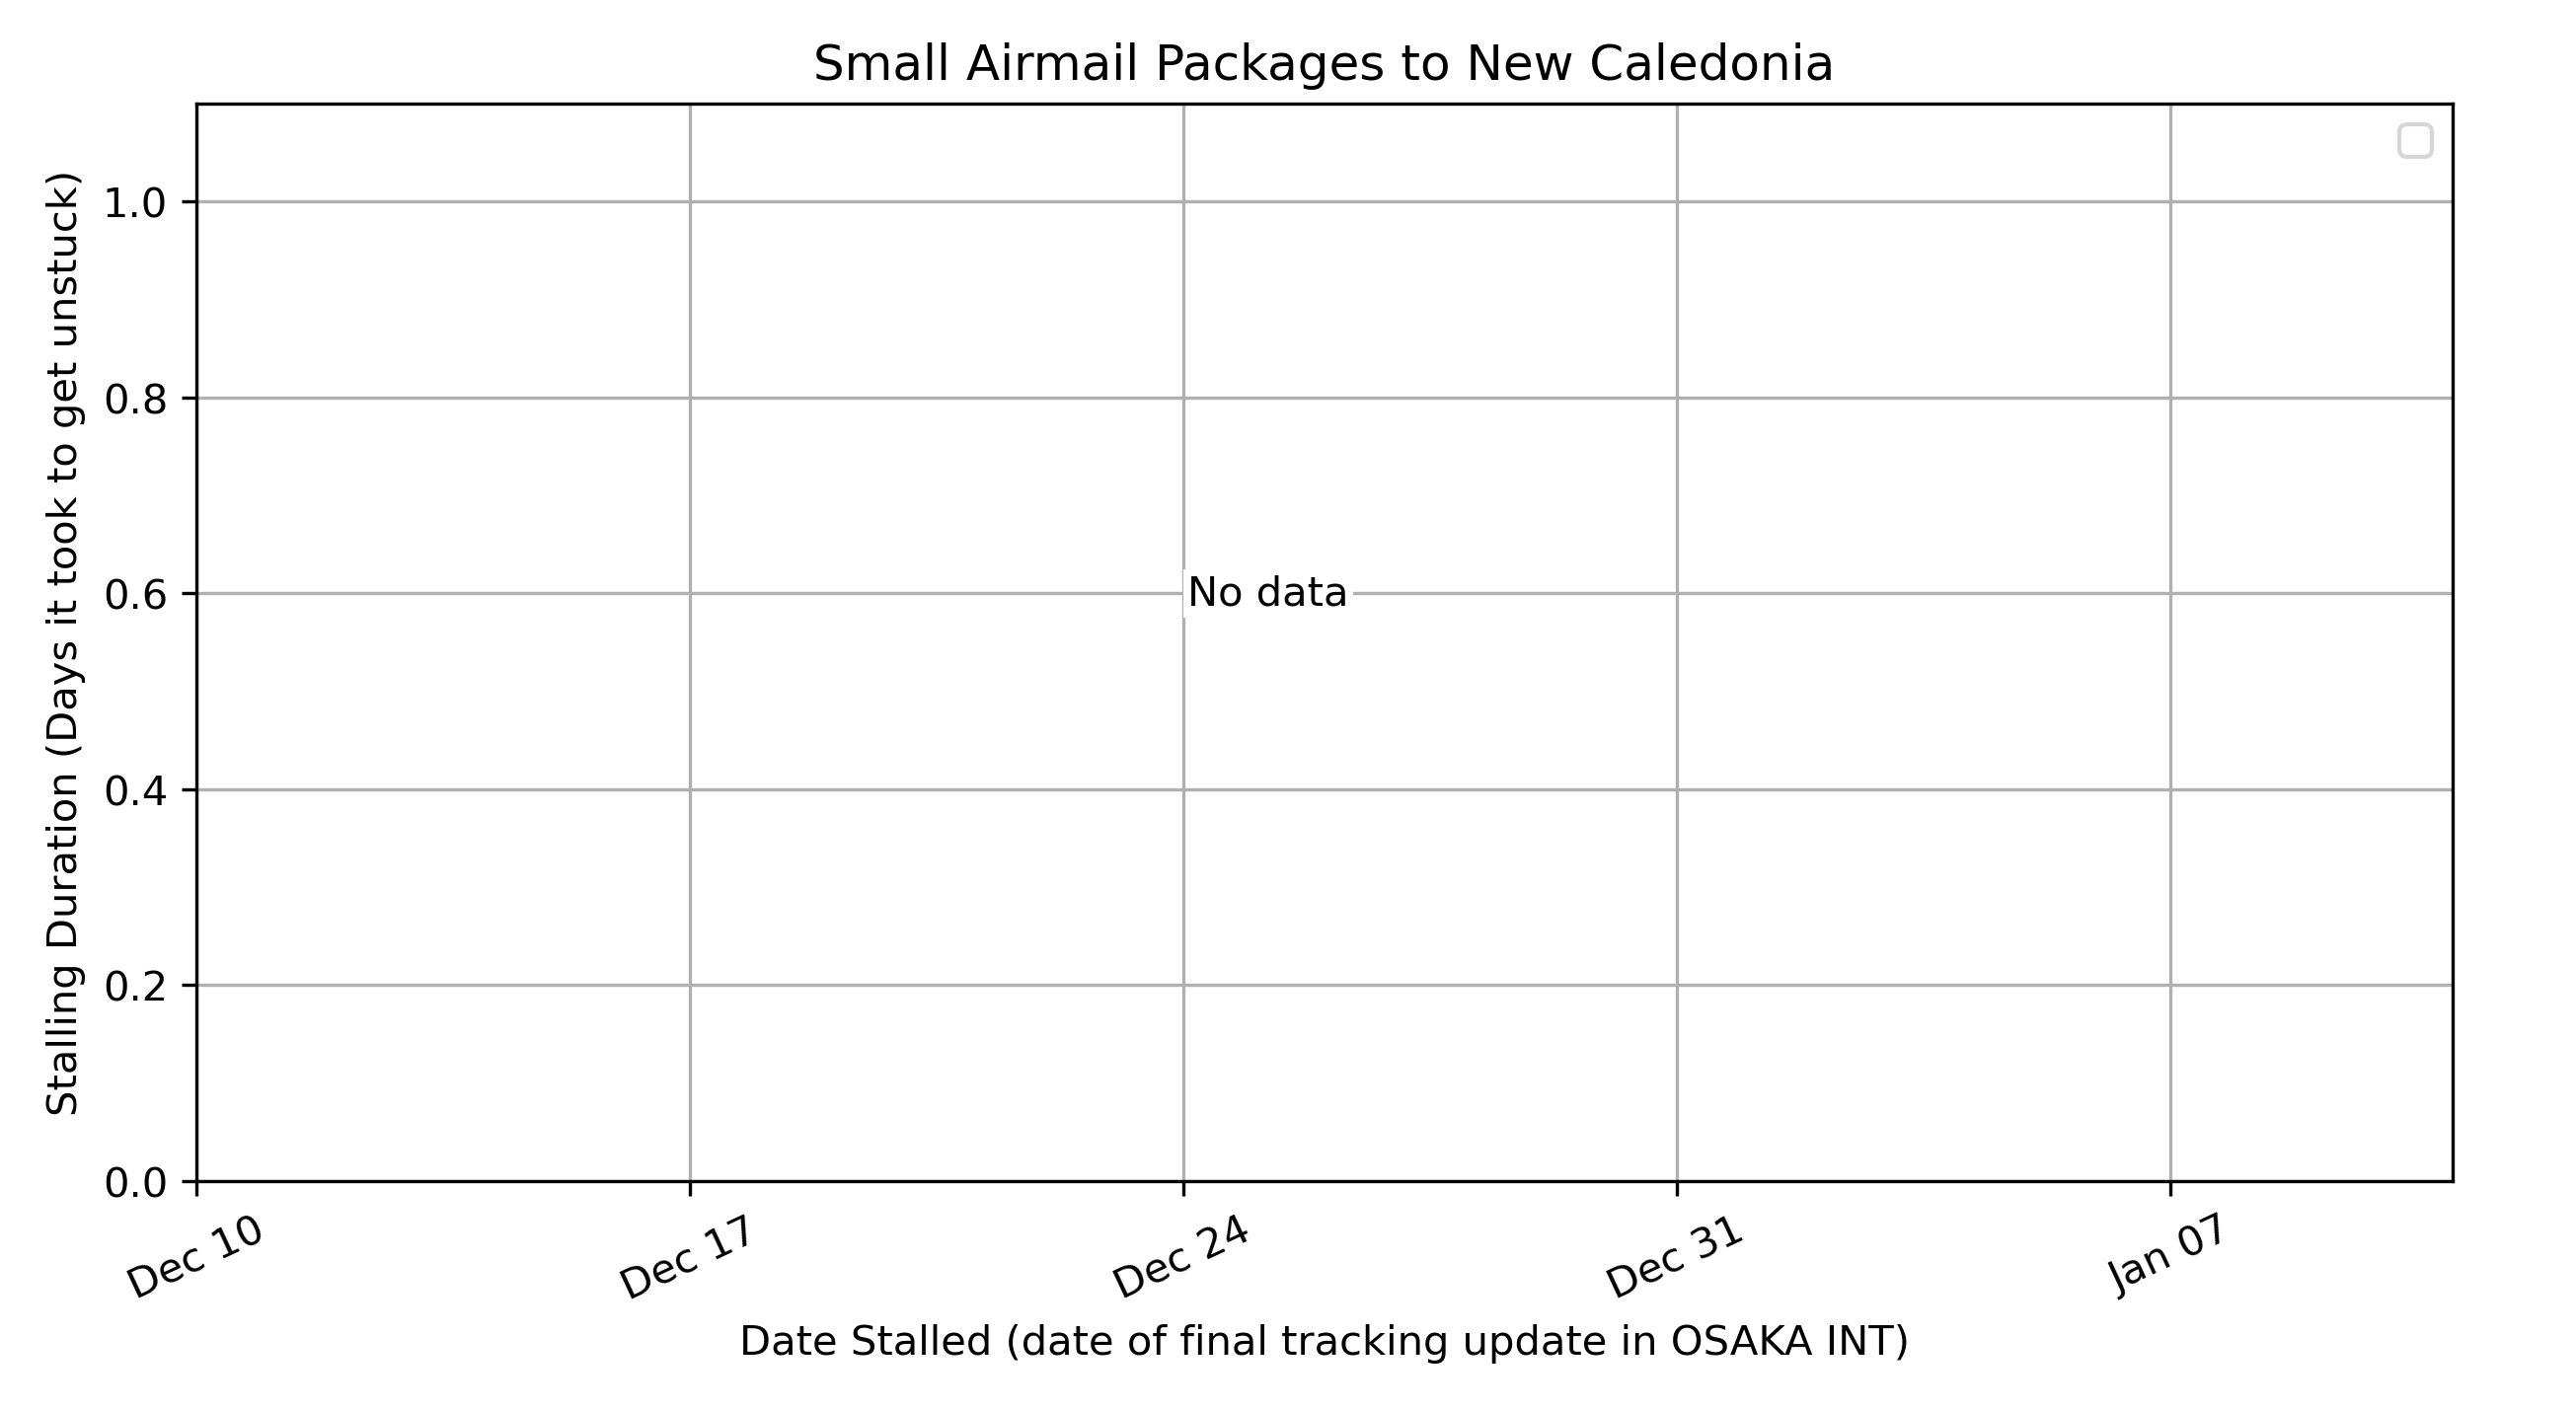 Small Airmail Packages to New Caledonia
Stalling Duration (Days it took to get unstuck)
1.0
0.8
0.6
0.4
0.2
0.0
No data
Dec 10
Dec 17
Dec 24
Dec 31
Jan 07
Date Stalled (date of final tracking update in OSAKA INT)